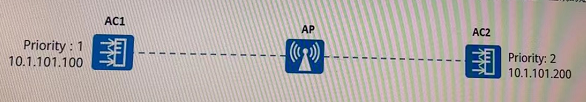 AC1
AP
AC2
Priority : 1
10.1.101.100
Priority: 2
10.1.101.200